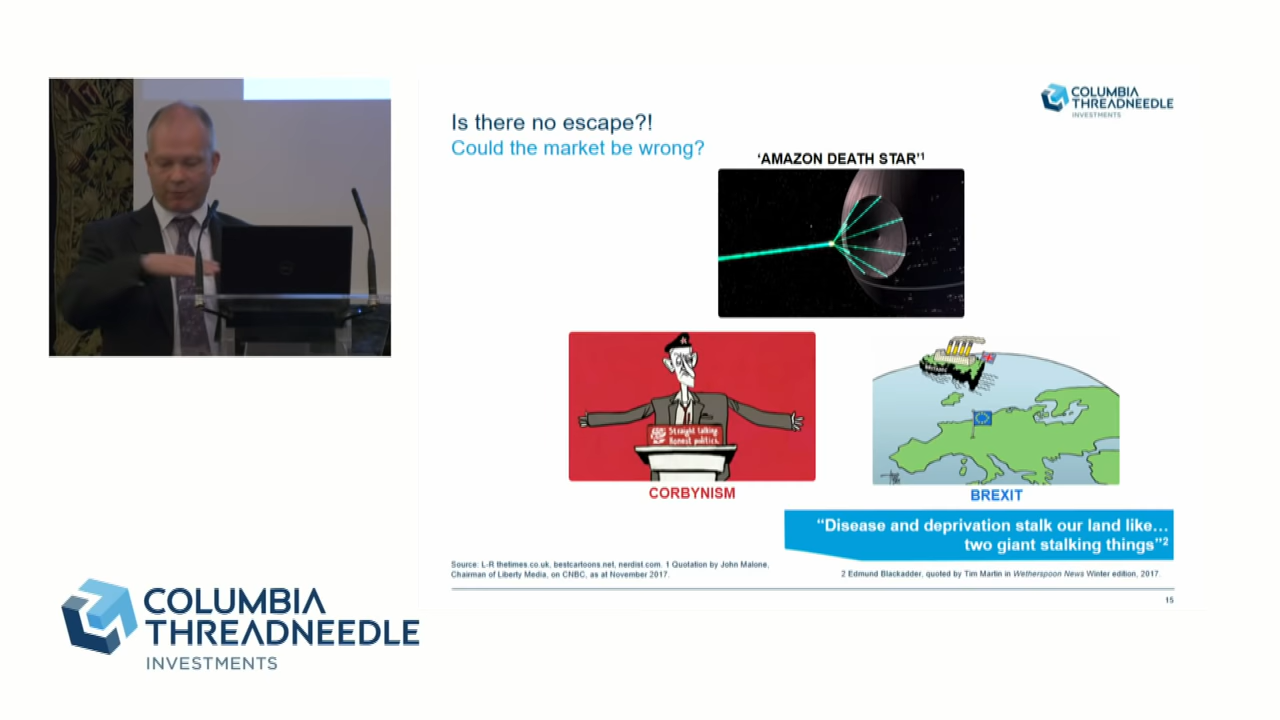 COLUMBIA
THREADNEEDLE
INVESTMENTS
Is there no escape?!
Could the market be wrong?
‘AMAZON DEATH STAR’¹
Straight talking.
Honest politics.
CORBYNISM
BREXIT
“Disease and deprivation stalk our land like…
two giant stalking things”²
Source: L-R thetimes.co.uk, bestcartoons.net, nerdist.com. 1 Quotation by John Malone,
Chairman of Liberty Media, on CNBC, as at November 2017.
2 Edmund Blackadder, quoted by Tim Martin in Wetherspoon News Winter edition, 2017.
15
COLUMBIA
THREADNEEDLE
INVESTMENTS